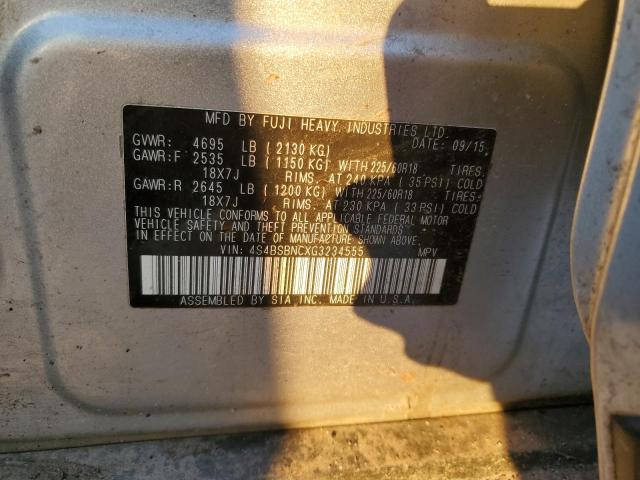 MFD BY FUJI HEAVY INDUSTRIES LTD.
GVWR: 4695 LB (2130 KG) DATE: 09/15
GAWR:F 2535 LB (1150 KG) WITH 225/60R18 TIRES.
18X7J RIMS. AT 240 KPA (35 PSI) COLD
GAWR:R 2645 LB (1200 KG) WITH 225/60R18 TIRES.
18X7J RIMS. AT 230 KPA (33 PSI) COLD
THIS VEHICLE CONFORMS TO ALL APPLICABLE FEDERAL MOTOR
VEHICLE SAFETY AND THEFT PREVENTION STANDARDS
IN EFFECT ON THE DATE OF MANUFACTURE SHOWN ABOVE.
VIN: 4S4BSBNCXG3234555 MPV
ASSEMBLED BY SIA INC. MADE IN U.S.A.